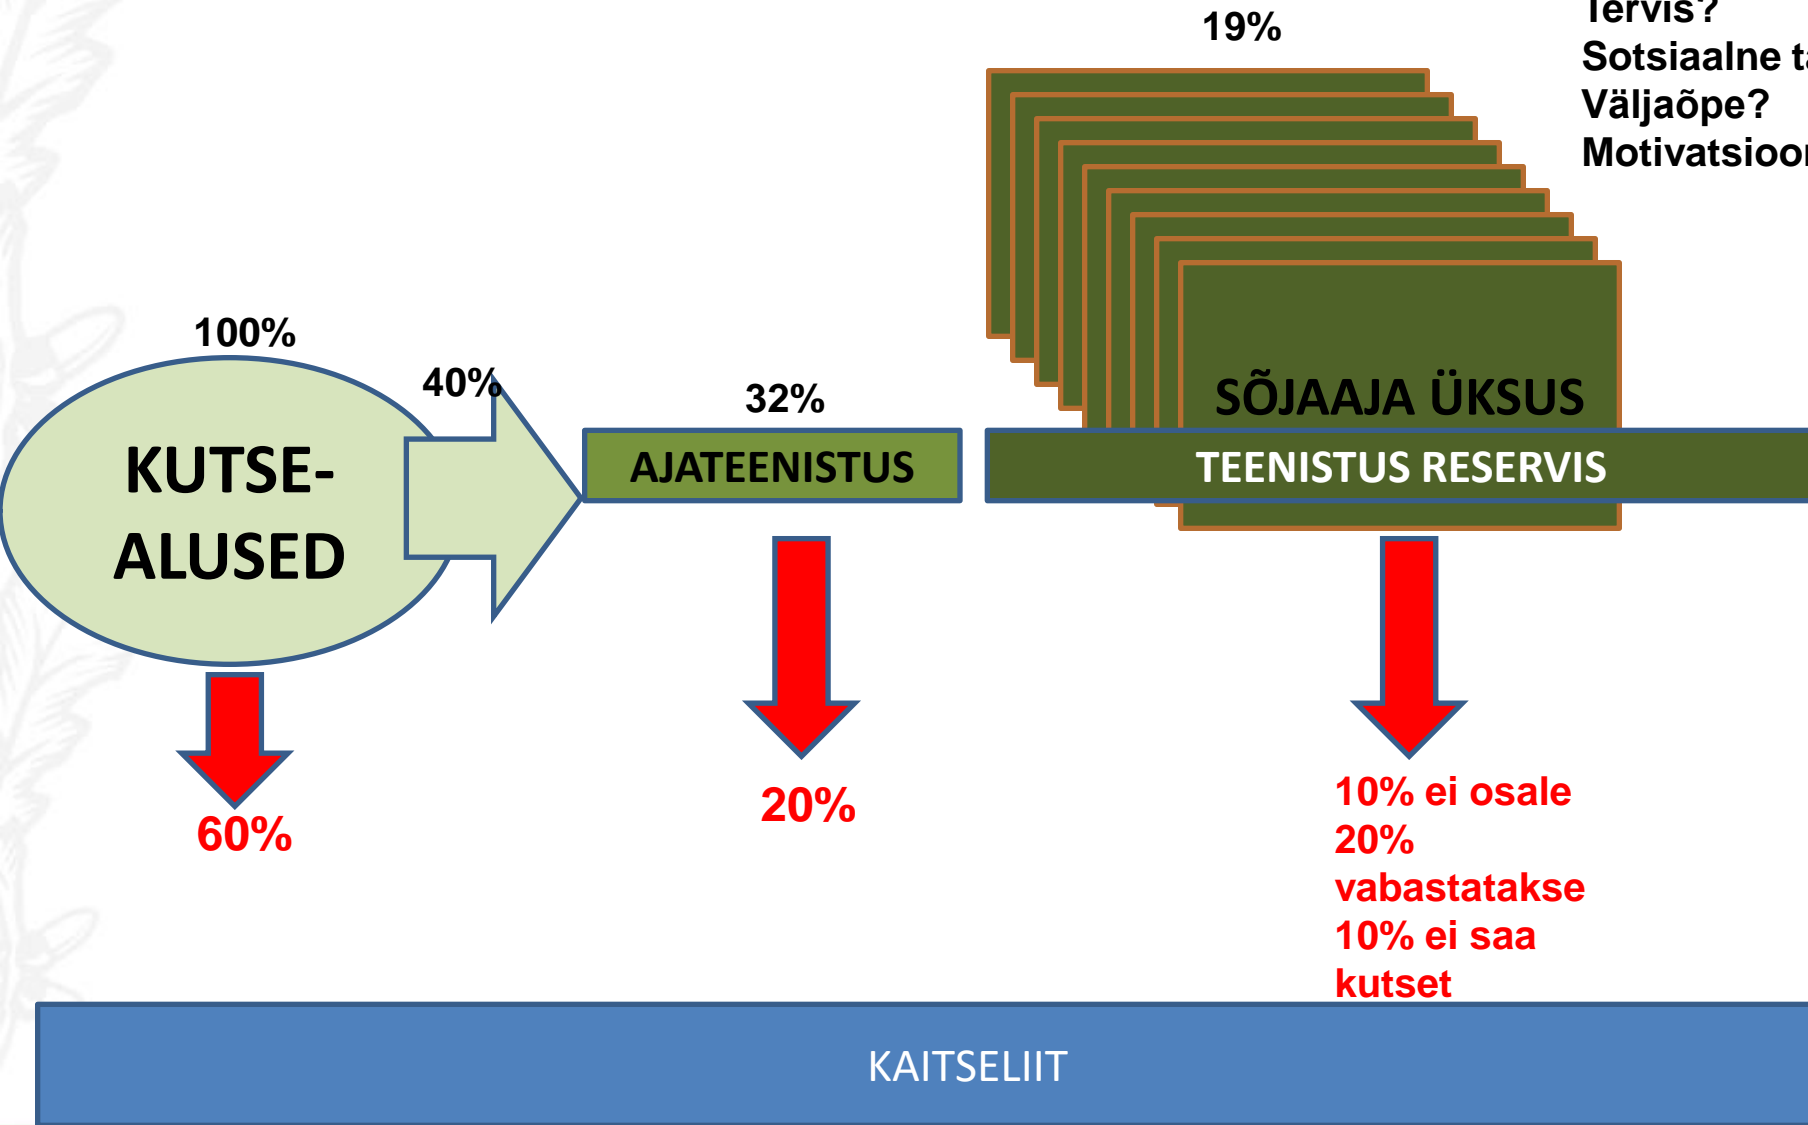 19%
Tervis?
Sotsiaalne
Väljaõpe?
100%
40%
32%
KUTSE-
ALUSED
AJATEENISTUS
SÕJAAJA ÜKSUS
TEENISTUS RESERVIS
60%
20%
10% ei osale
20%
vabastatakse
10% ei saa
kutset
KAITSELIIT